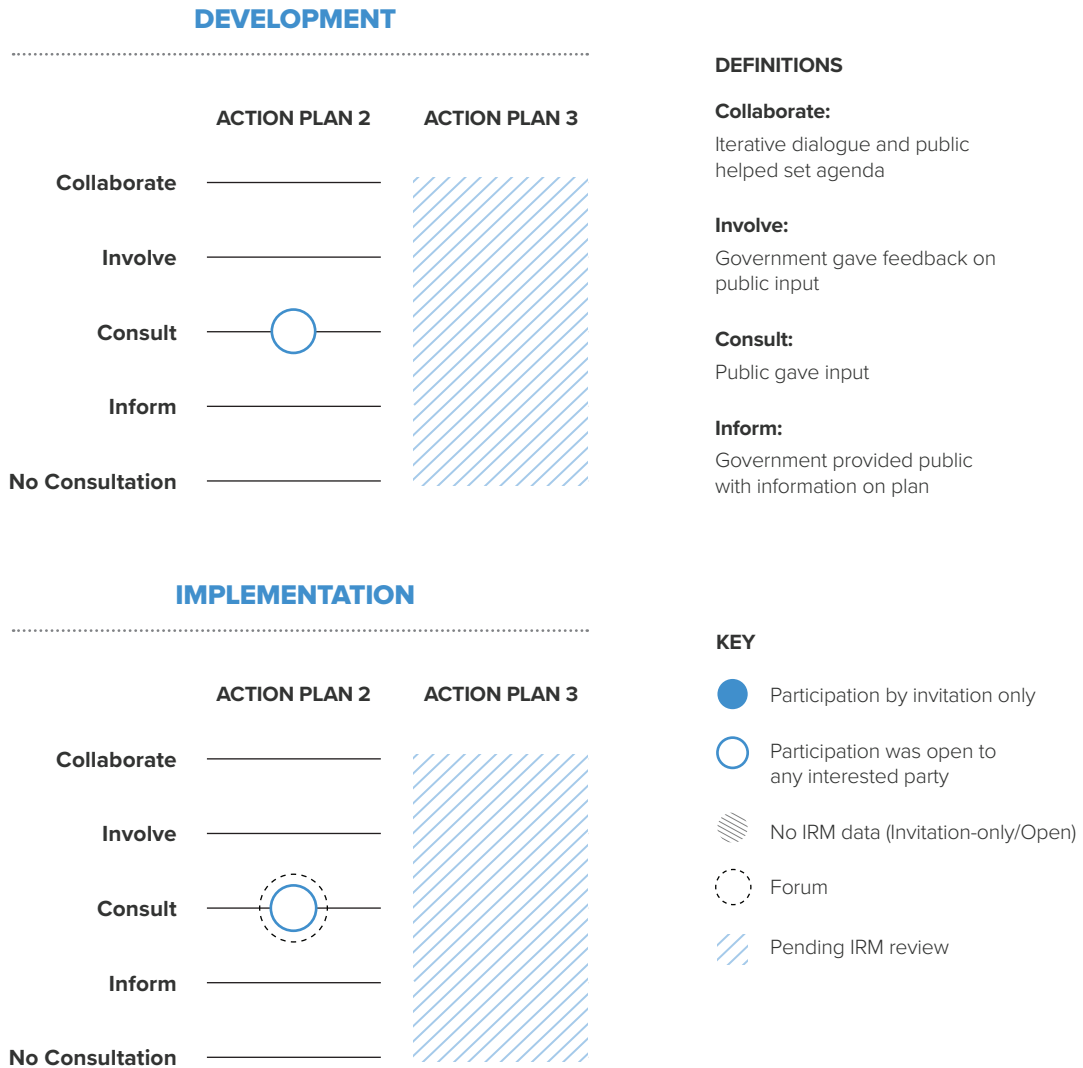 DEVELOPMENT
ACTION PLAN 2
ACTION PLAN 3
Collaborate
Involve
Consult
Inform
No Consultation
DEFINITIONS
Collaborate:
Iterative dialogue and public
helped set agenda
Involve:
Government gave feedback on
public input
Consult:
Public gave input
Inform:
Government provided public
with information on plan
IMPLEMENTATION
ACTION PLAN 2
ACTION PLAN 3
Collaborate
Involve
Consult
Inform
No Consultation
KEY
Participation by invitation only
Participation was open to
any interested party
No IRM data (Invitation-only/Open)
Forum
Pending IRM review